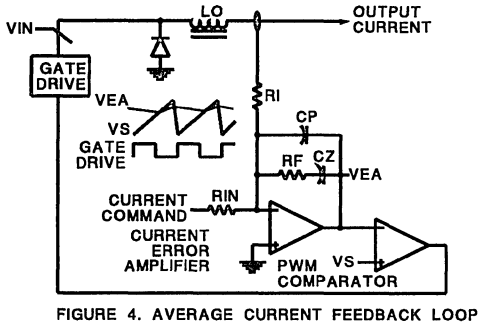 LO
OUTPUT
CURRENT
VIN
GATE
DRIVE
VEA
VS
GATE
DRIVE
RI
CP
RF
CZ
VEA
CURRENT
COMMAND
RIN
CURRENT
ERROR
AMPLIFIER
PWM
COMPARATOR
VS
FIGURE 4. AVERAGE CURRENT FEEDBACK LOOP